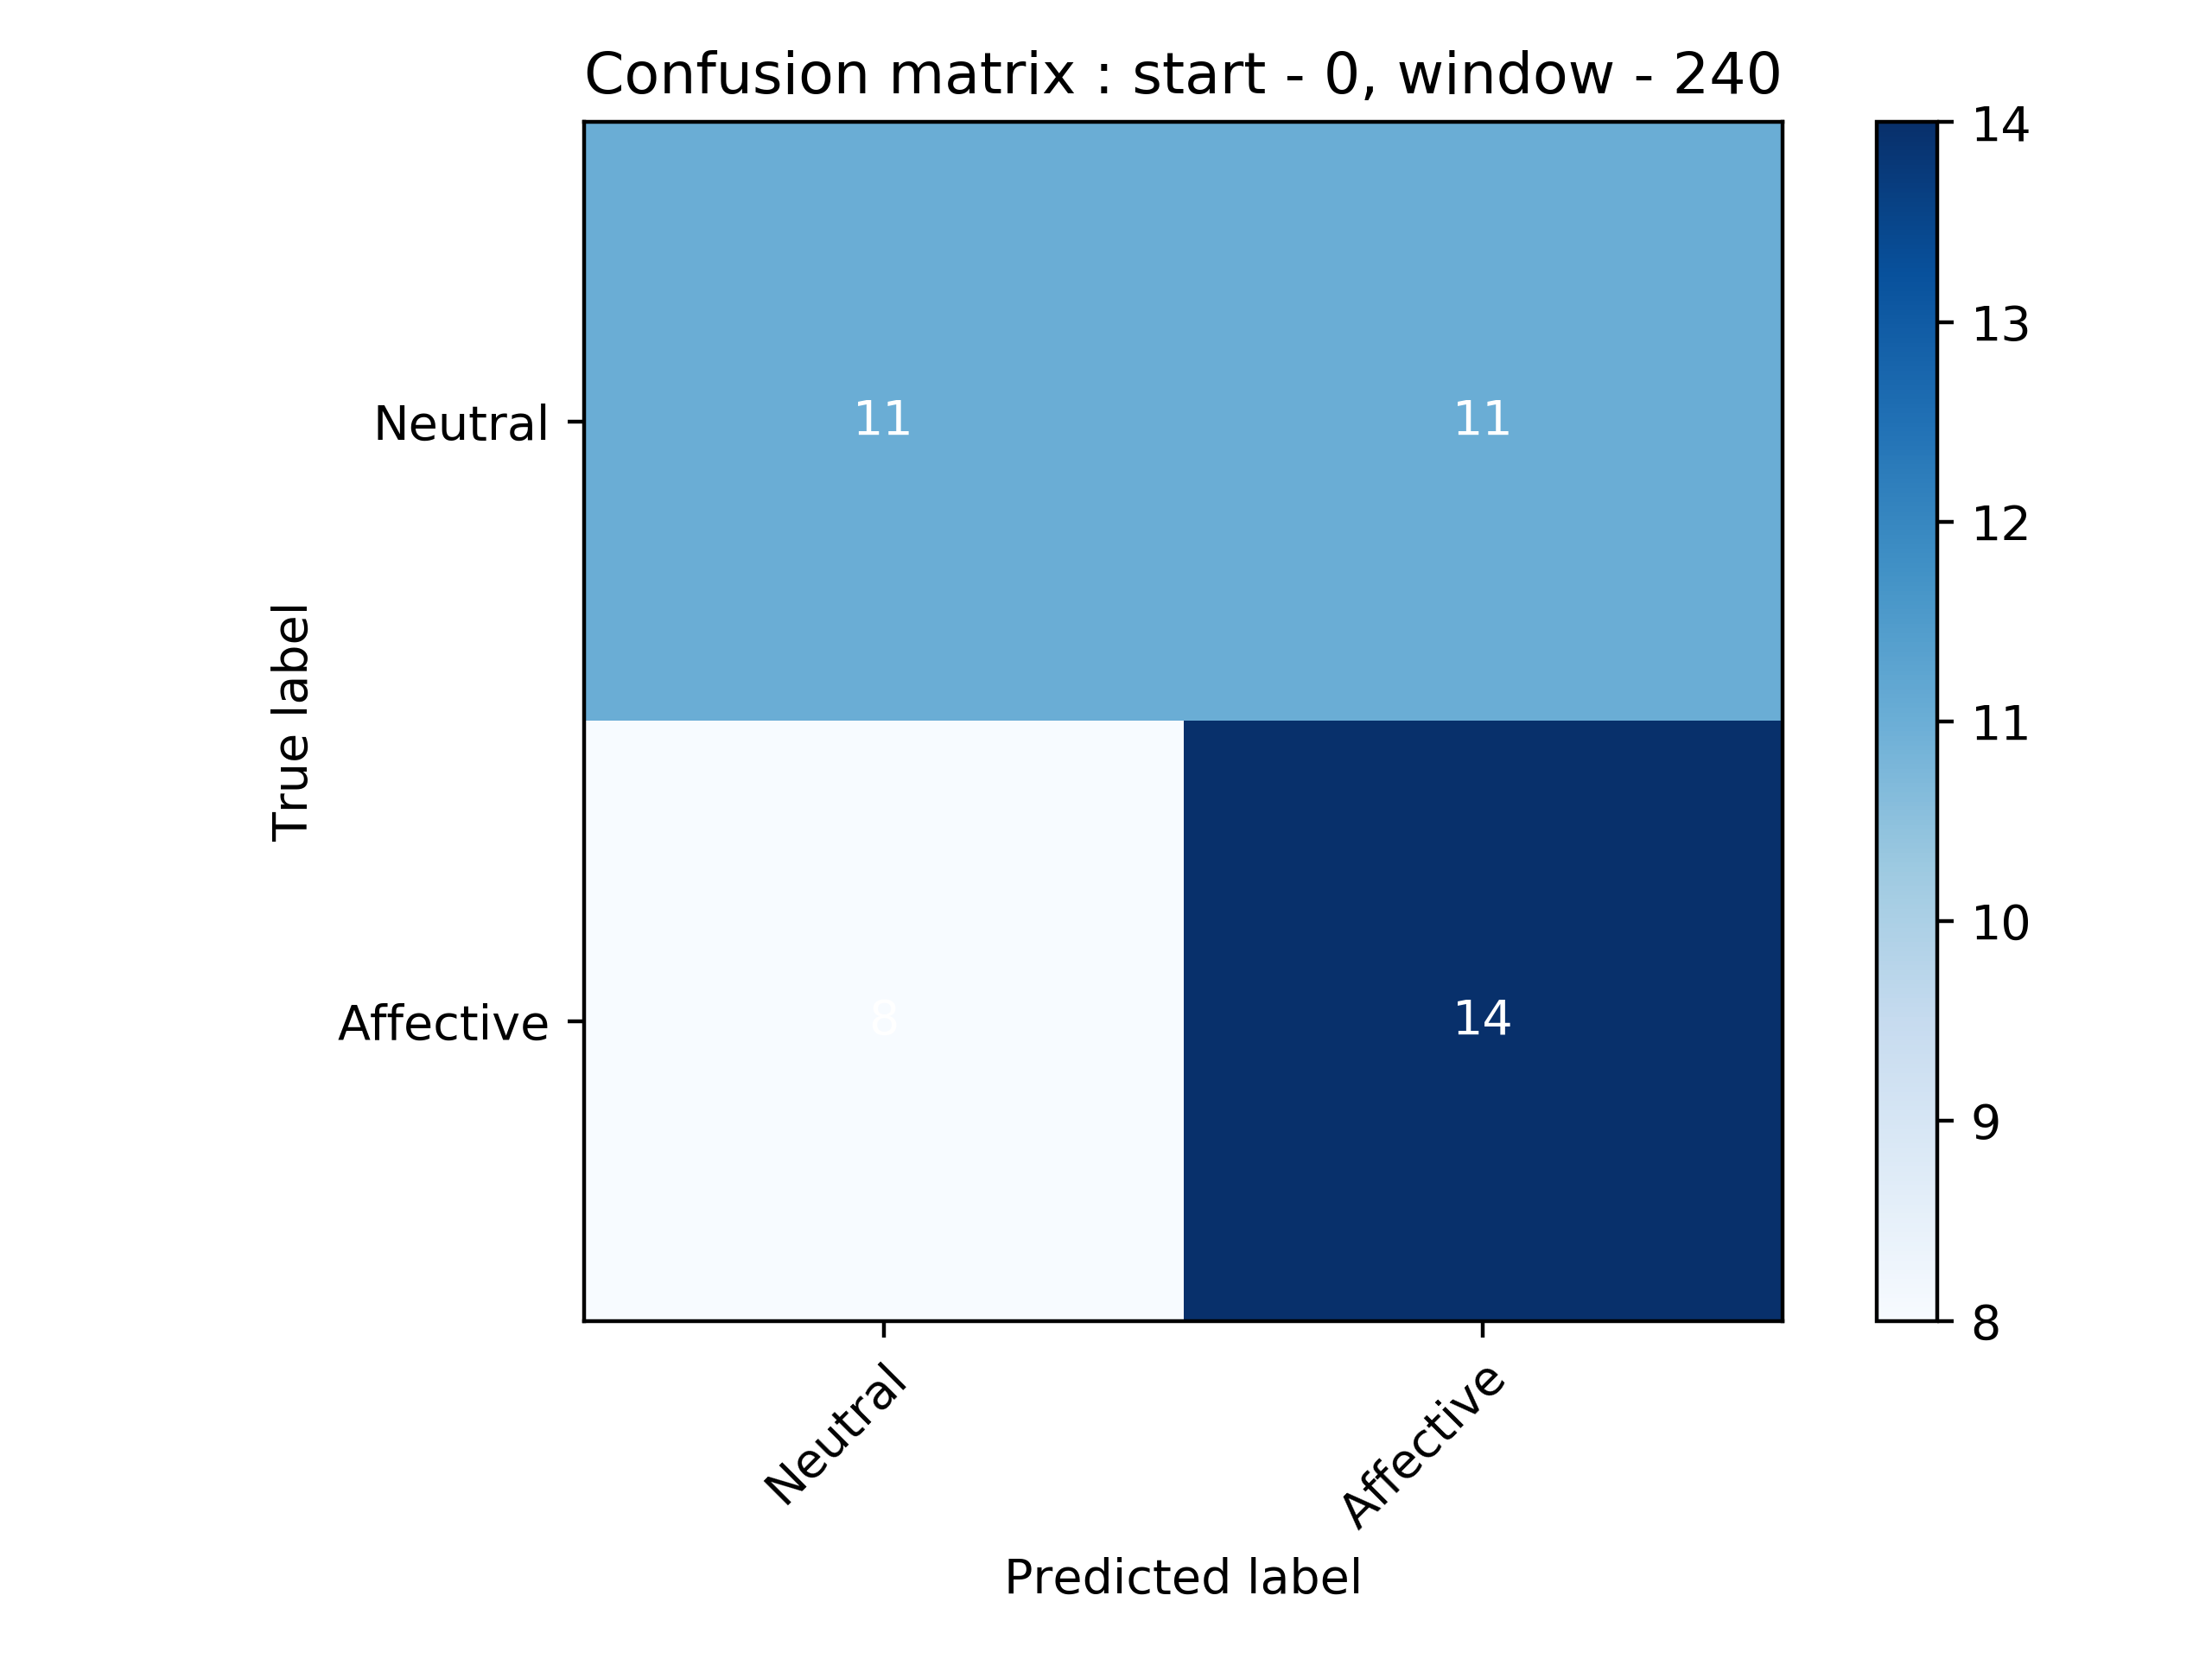 Confusion matrix : start - 0, window - 240
True label
Neutral
11
11
Affective
8
14
Neutral
Affective
Predicted label
14
13
12
11
10
9
8